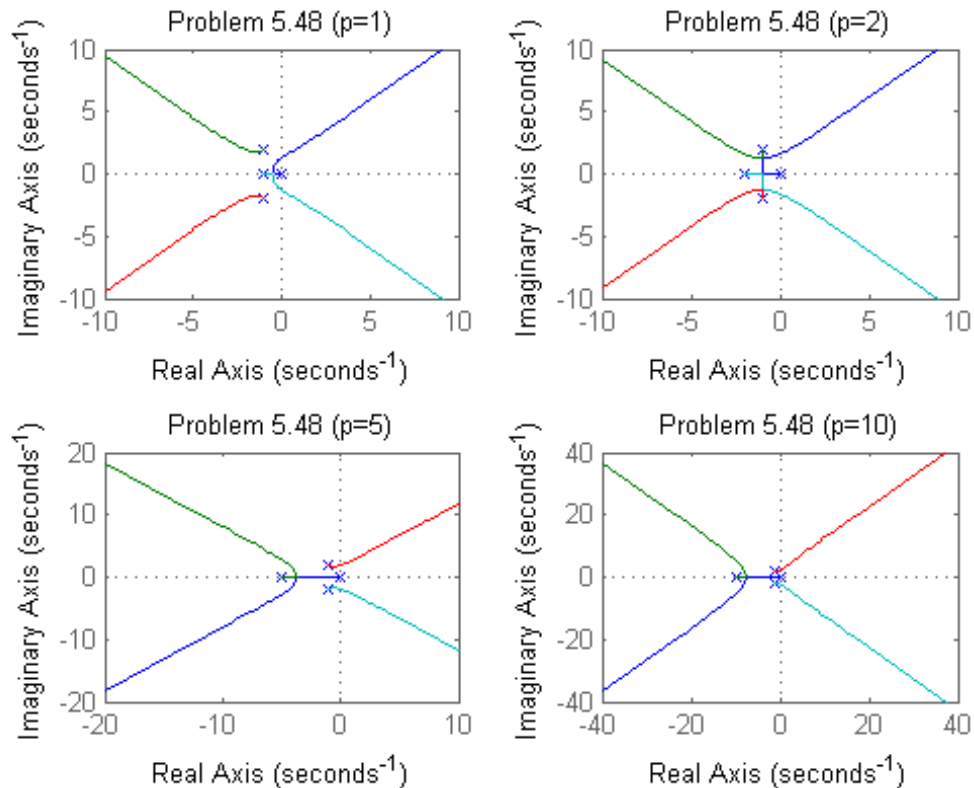 Problem 5.48 (p=1)
Imaginary Axis (seconds⁻¹)
10
5
0
-5
-10
-10 -5 0 5 10
Real Axis (seconds⁻¹)
Problem 5.48 (p=2)
Imaginary Axis (seconds⁻¹)
10
5
0
-5
-10
-10 -5 0 5 10
Real Axis (seconds⁻¹)
Problem 5.48 (p=5)
Imaginary Axis (seconds⁻¹)
20
10
0
-10
-20
-20 -10 0 10
Real Axis (seconds⁻¹)
Problem 5.48 (p=10)
Imaginary Axis (seconds⁻¹)
40
20
0
-20
-40
-40 -20 0 20 40
Real Axis (seconds⁻¹)